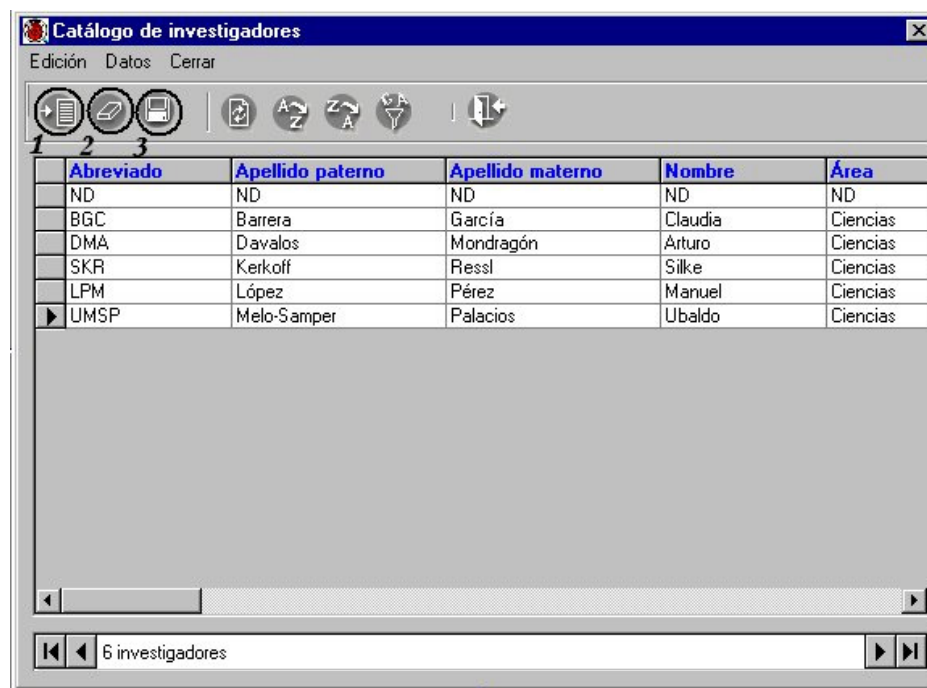 Catálogo de investigadores
Edición Datos Cerrar
A Z Z A
1 2 3
Abreviado Apellido paterno Apellido materno Nombre Área
ND ND ND ND ND
BGC Barrera García Claudia Ciencias
DMA Davalos Mondragón Arturo Ciencias
SKR Kerkoff Ressl Silke Ciencias
LPM López Pérez Manuel Ciencias
UMSP Melo-Samper Palacios Ubaldo Ciencias
6 investigadores